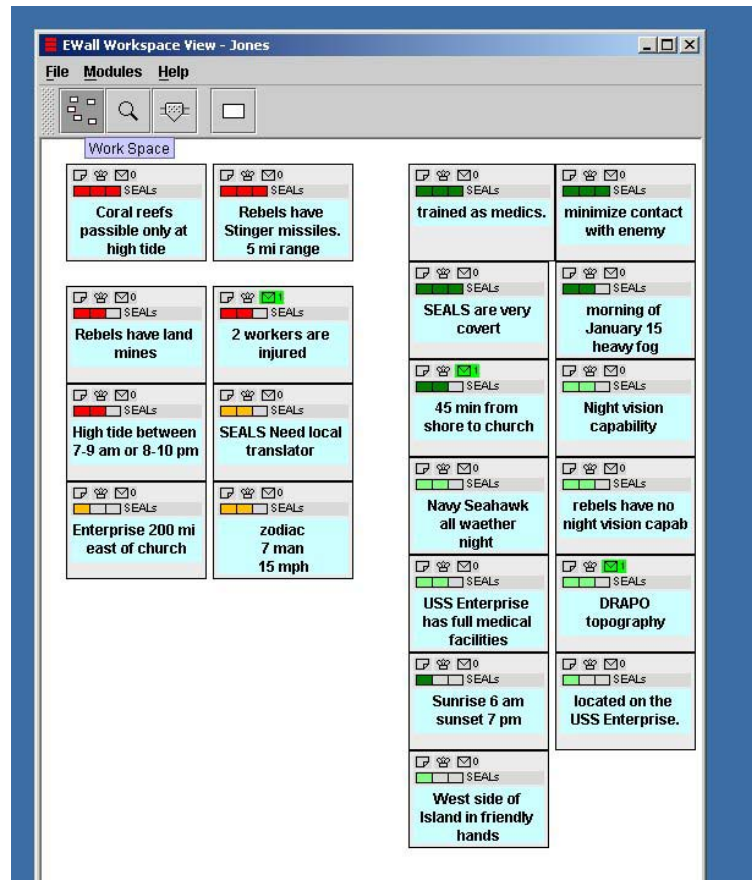 EWall Workspace View - Jones
File Modules Help
Work Space
0
SEALs
Coral reefs
passible only at
high tide
0
SEALs
Rebels have
Stinger missiles.
5 mi range
0
SEALs
Rebels have land
mines
1
SEALs
2 workers are
injured
0
SEALs
High tide between
7-9 am or 8-10 pm
0
SEALs
SEALS Need local
translator
0
SEALs
Enterprise 200 mi
east of church
0
SEALs
zodiac
7 man
15 mph
0
SEALs
trained as medics.
0
SEALs
minimize contact
with enemy
0
SEALs
SEALS are very
covert
0
SEALs
morning of
January 15
heavy fog
1
SEALs
45 min from
shore to church
0
SEALs
Night vision
capability
0
SEALs
Navy Seahawk
all waether
night
0
SEALs
rebels have no
night vision capab
0
SEALs
USS Enterprise
has full medical
facilities
1
SEALs
DRAPO
topography
0
SEALs
Sunrise 6 am
sunset 7 pm
0
SEALs
located on the
USS Enterprise.
0
SEALs
West side of
Island in friendly
hands